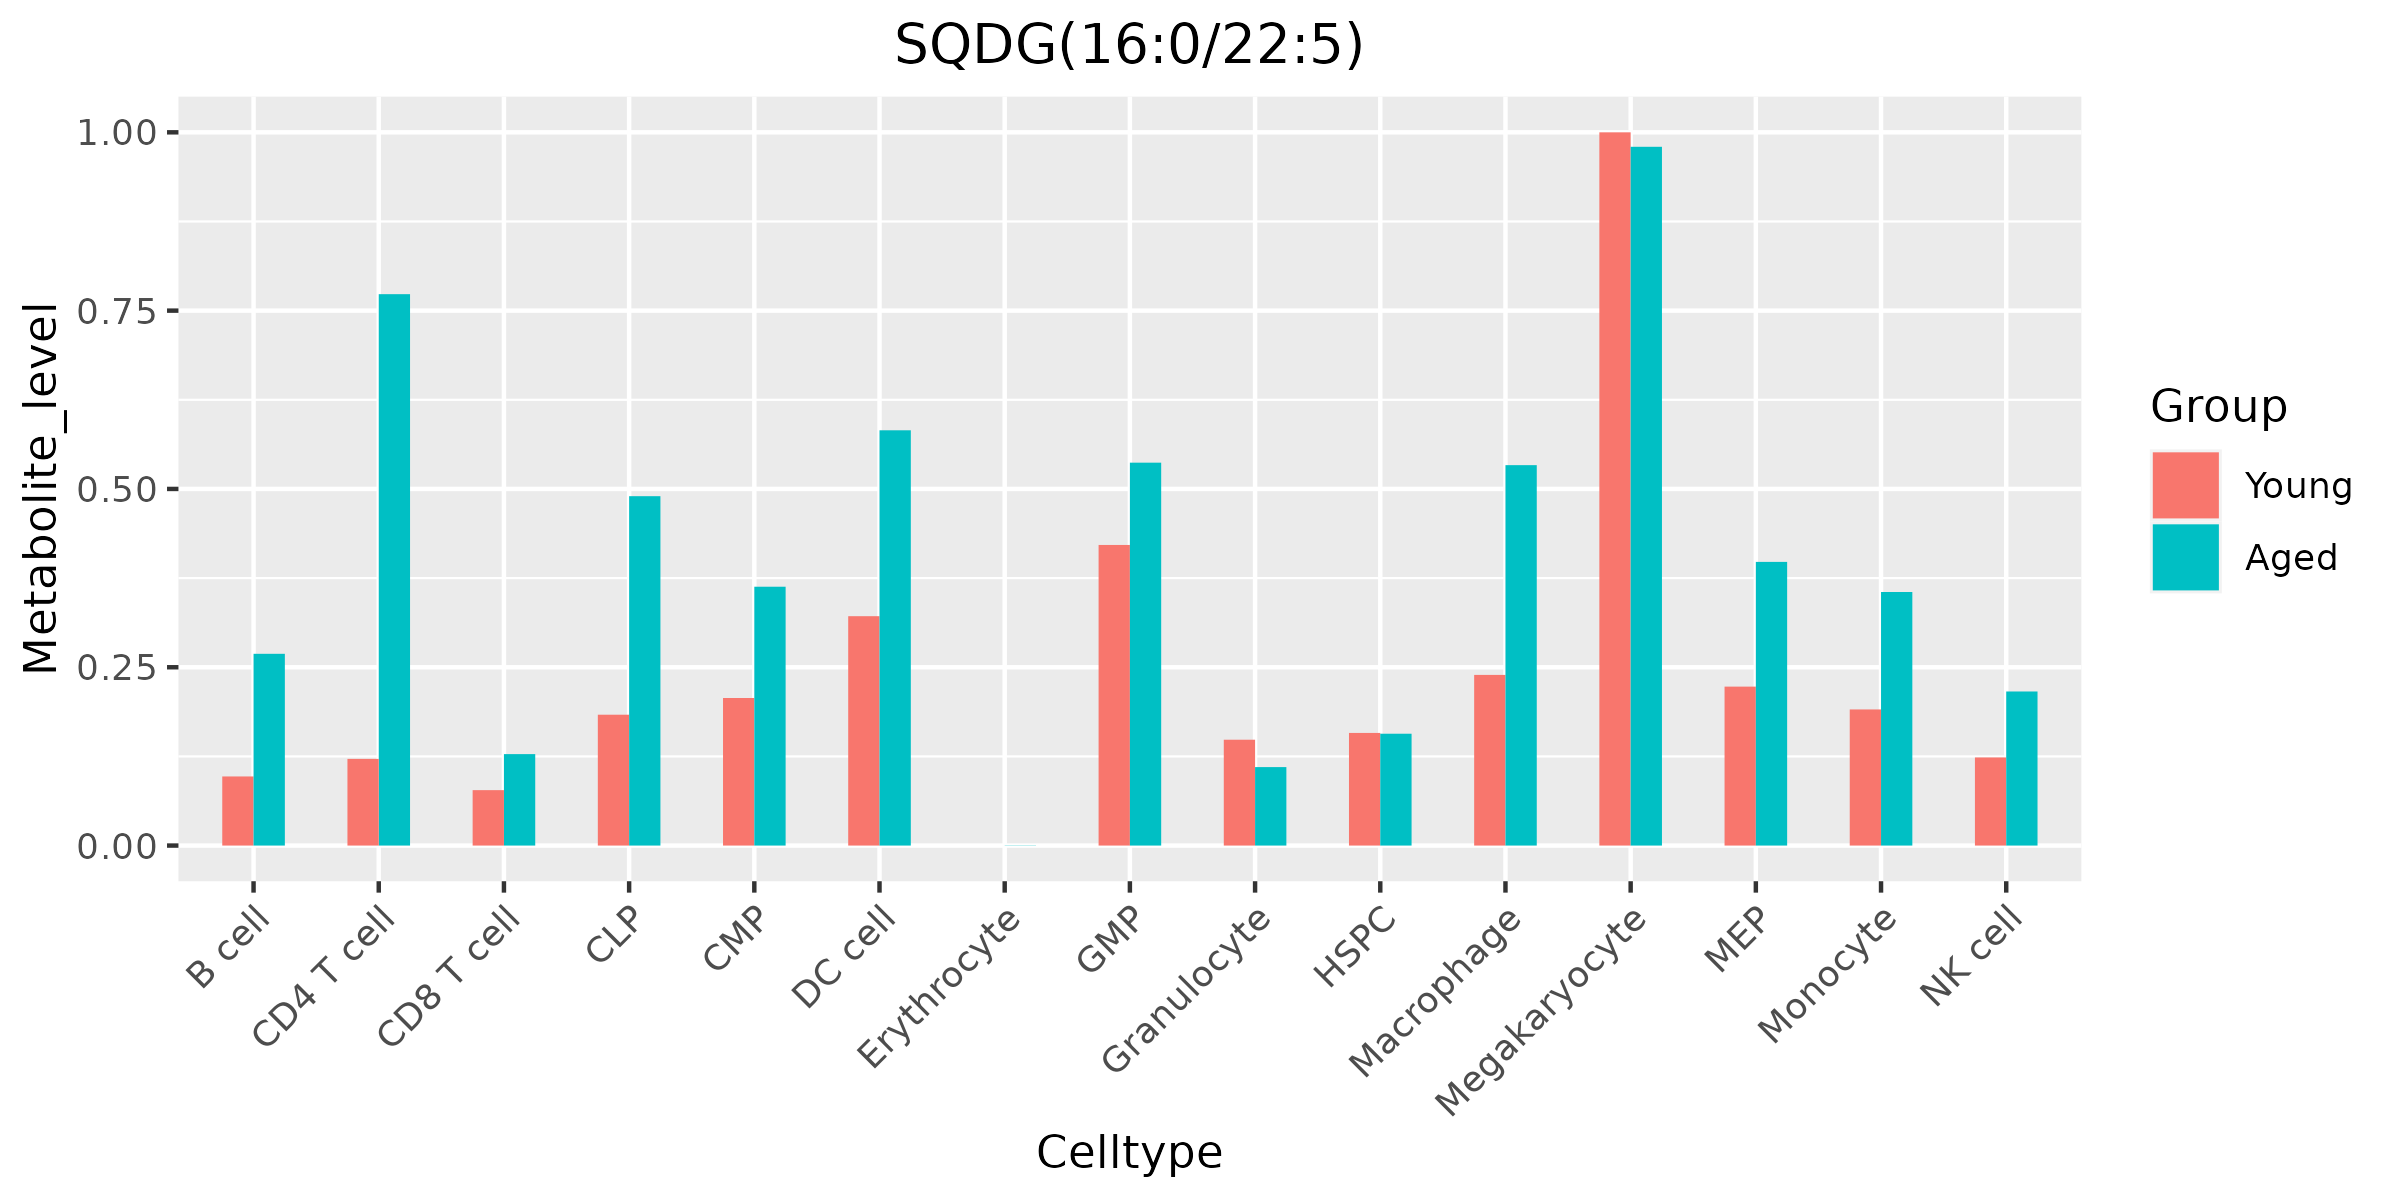 SQDG(16:0/22:5)
Metabolite_level
1.00
0.75
0.50
0.25
0.00
B cell
CD4 T cell
CD8 T cell
CLP
CMP
DC cell
Erythrocyte
GMP
Granulocyte
HSPC
Macrophage
Megakaryocyte
MEP
Monocyte
NK cell
Celltype
Group
Young
Aged